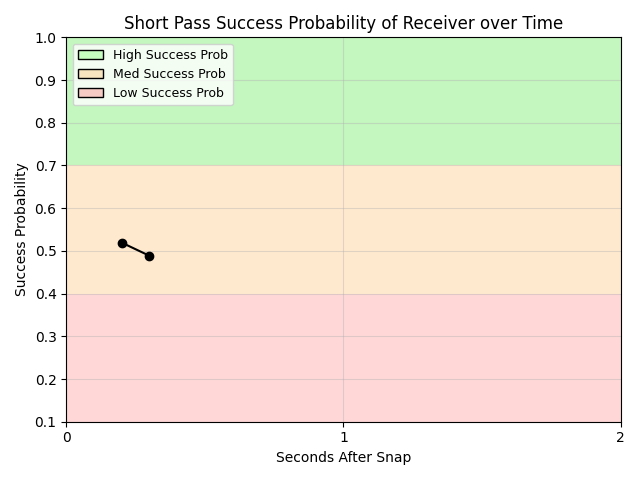 Short Pass Success Probability of Receiver over Time
High Success Prob
Med Success Prob
Low Success Prob
Success Probability
1.0
0.9
0.8
0.7
0.6
0.5
0.4
0.3
0.2
0.1
0
1
2
Seconds After Snap